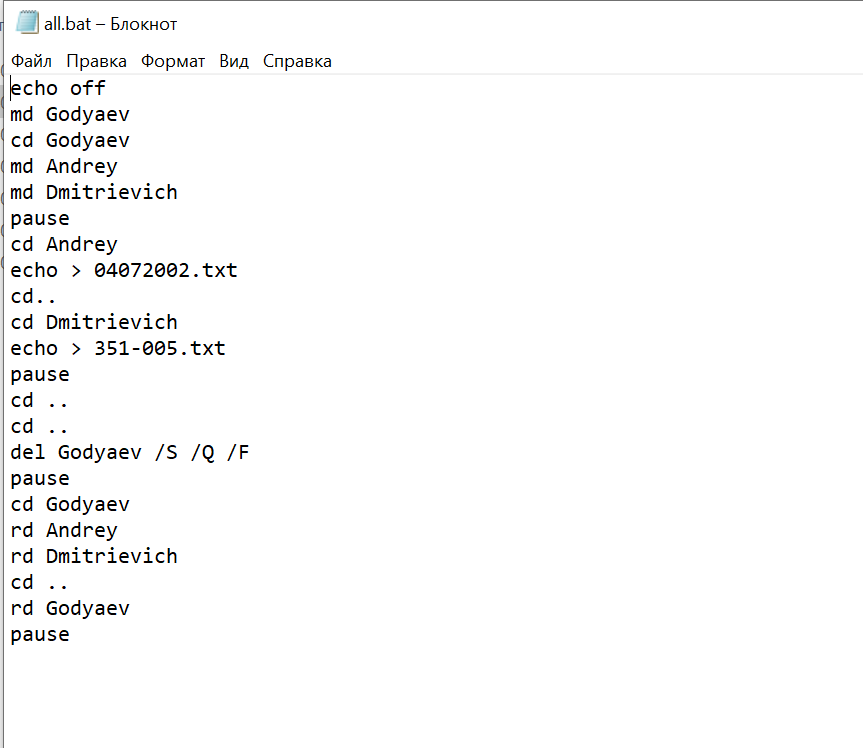 all.bat – Блокнот
Файл Правка Формат Вид Справка
echo off
md Godyaev
cd Godyaev
md Andrey
md Dmitrievich
pause
cd Andrey
echo > 04072002.txt
cd..
cd Dmitrievich
echo > 351-005.txt
pause
cd ..
cd ..
del Godyaev /S /Q /F
pause
cd Godyaev
rd Andrey
rd Dmitrievich
cd ..
rd Godyaev
pause